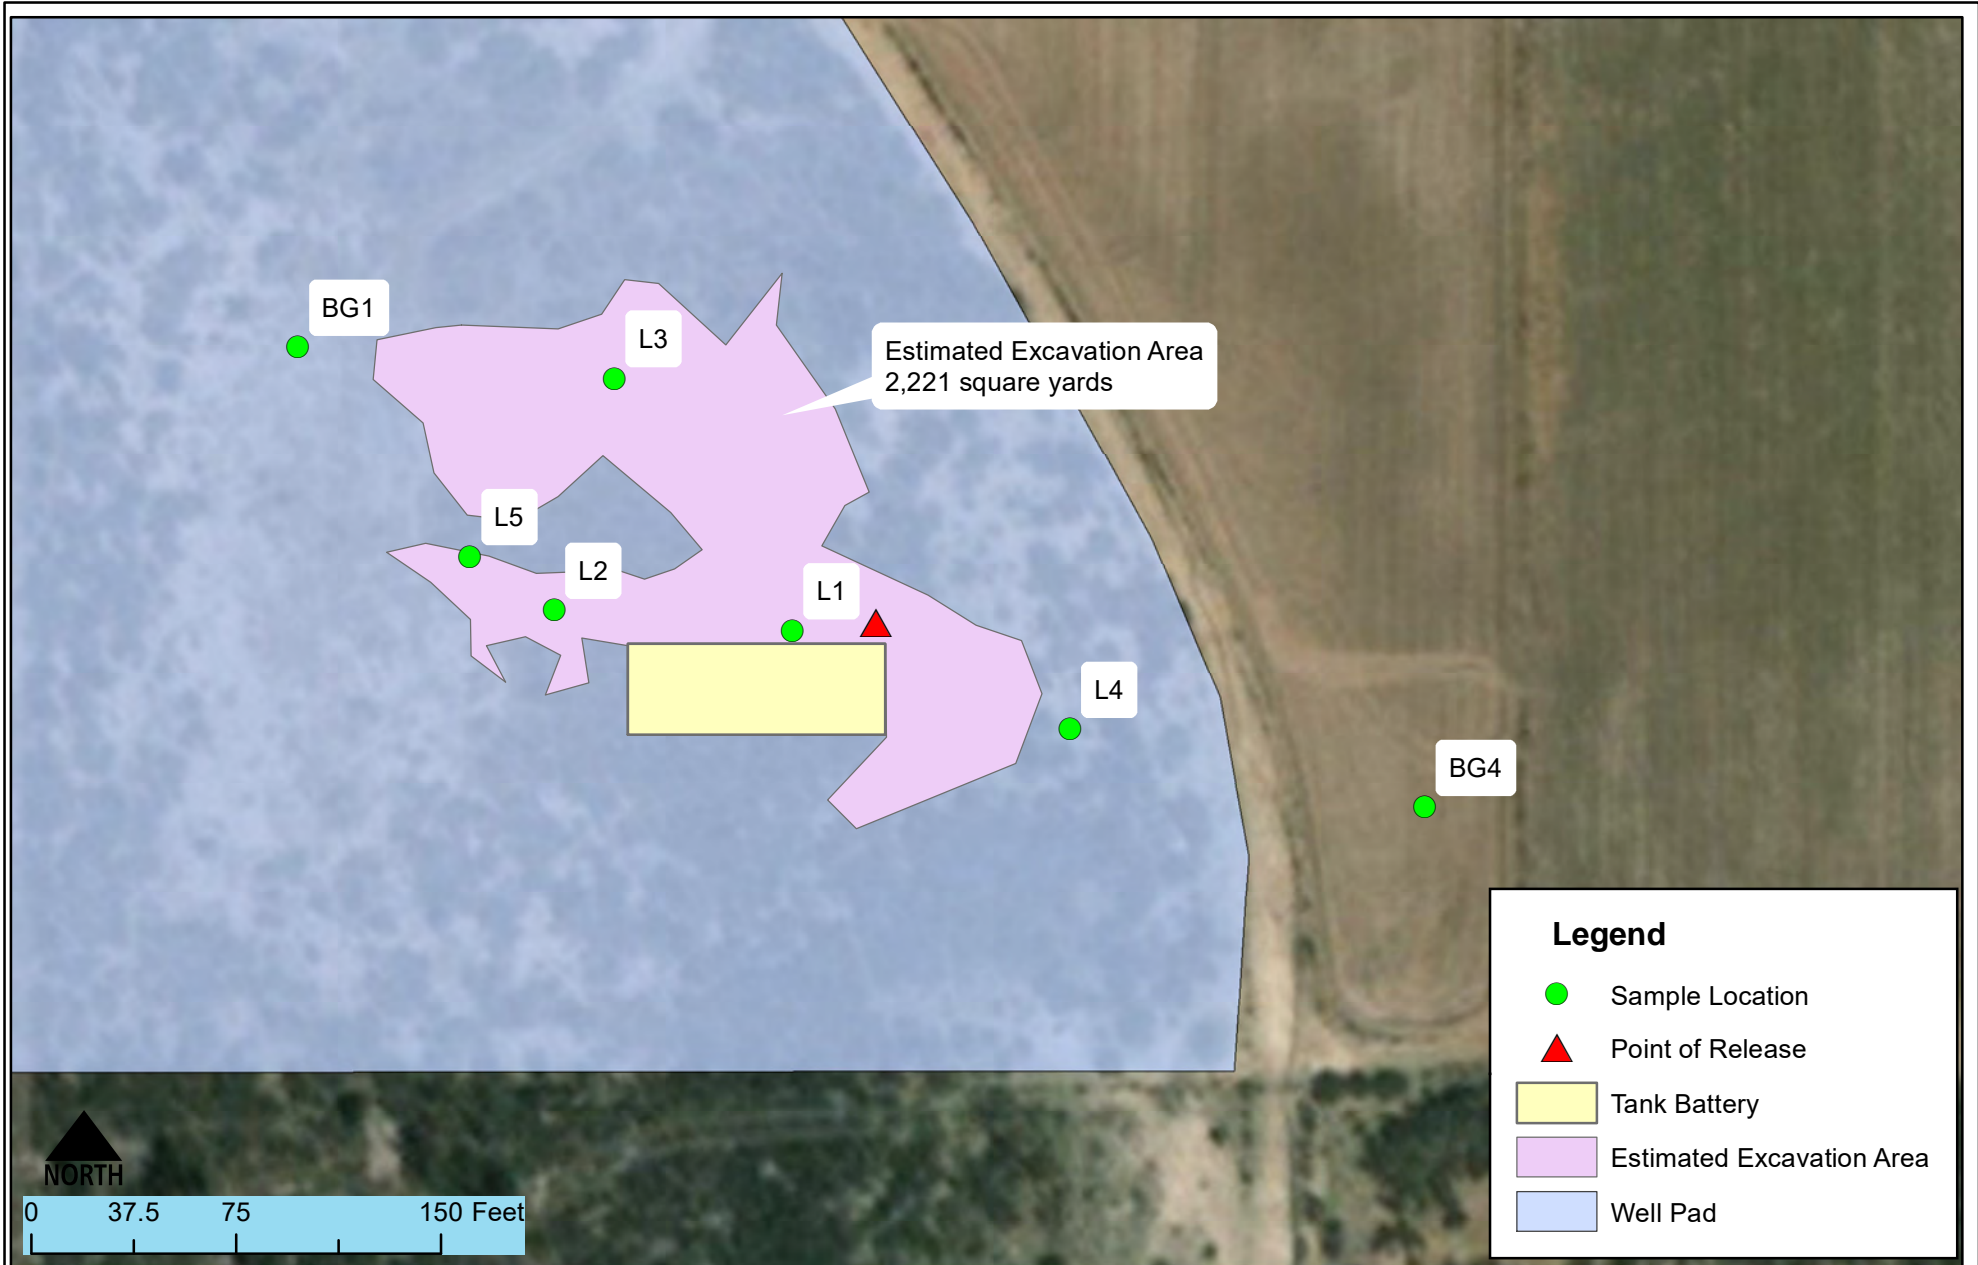 BG1
L3
Estimated Excavation Area
2,221 square yards
L5
L2
L1
L4
BG4
Legend
Sample Location
Point of Release
Tank Battery
Estimated Excavation Area
Well Pad
NORTH
0 37.5 75 150 Feet